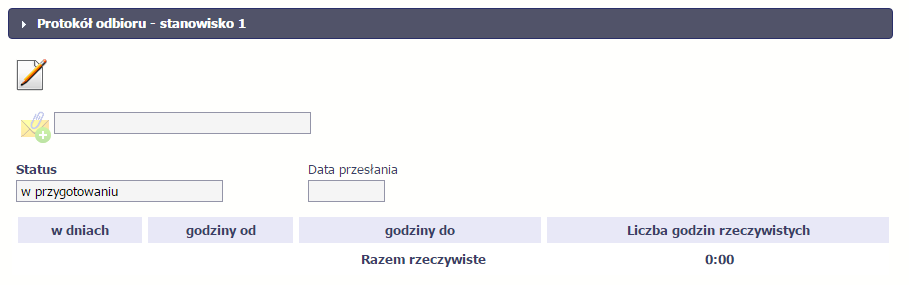 Protokół odbioru - stanowisko 1
Status Data przesłania
w przygotowaniu
w dniach godziny od godziny do Liczba godzin rzeczywistych
Razem rzeczywiste 0:00